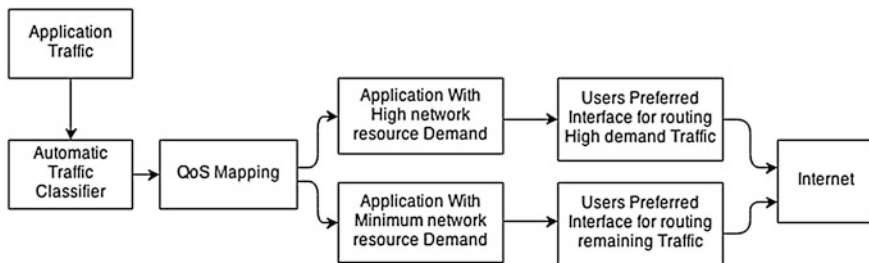 Application
Traffic
Automatic
Traffic
Classifier
QoS Mapping
Application With
High network
resource Demand
Users Preferred
Interface for routing
High demand Traffic
Application With
Minimum network
resource Demand
Users Preferred
Interface for routing
remaining Traffic
Internet